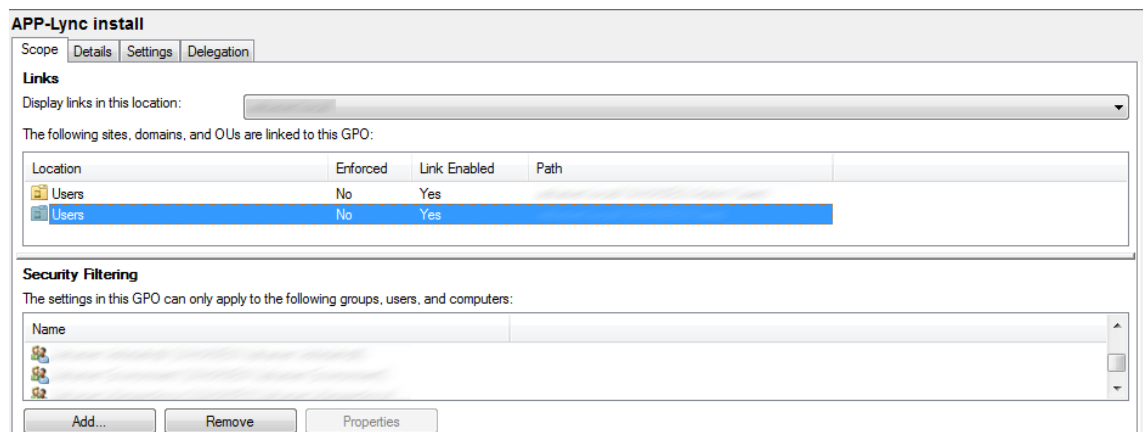 APP-Lync install
Scope Details Settings Delegation
Links
Display links in this location:
The following sites, domains, and OUs are linked to this GPO:
Location Enforced Link Enabled Path
Users No Yes
Users No Yes
Security Filtering
The settings in this GPO can only apply to the following groups, users, and computers:
Name
Add... Remove Properties